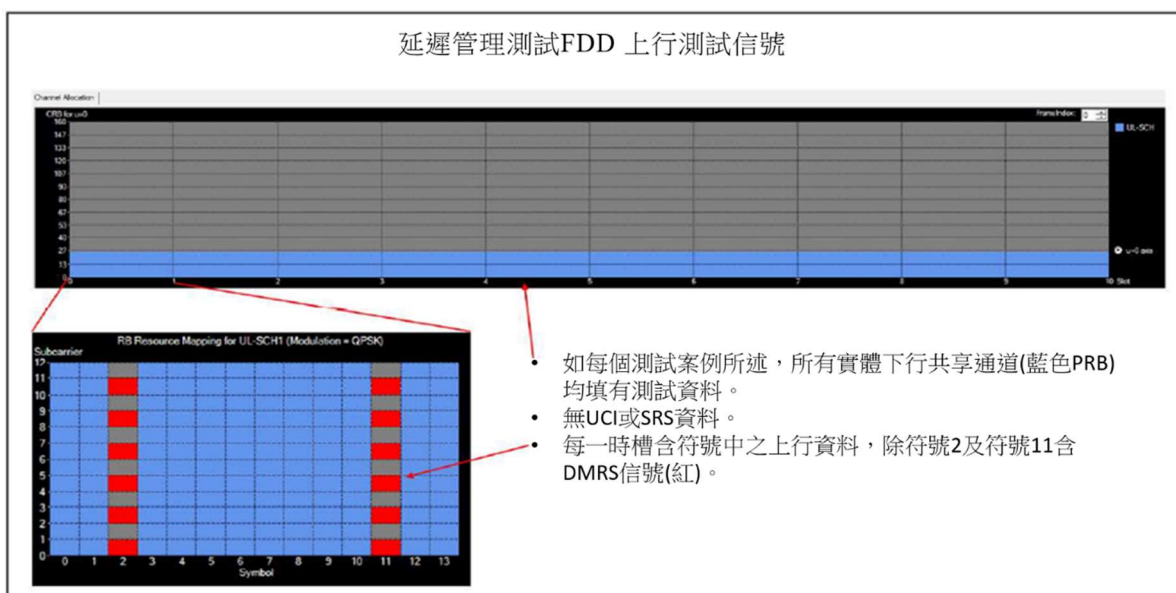 延遲管理測試FDD 上行測試信號
Channel Allocation
CRB for u=0
Frame Index: 0
160
147
133
120
107
93
80
67
53
40
27
13
0
UL-SCH
u=0 axis
0 1 2 3 4 5 6 7 8 9 10 Slot
RB Resource Mapping for UL-SCH1 (Modulation = QPSK)
Subcarrier
12
11
10
9
8
7
6
5
4
3
2
1
0
0 1 2 3 4 5 6 7 8 9 10 11 12 13
Symbol
• 如每個測試案例所述，所有實體下行共享通道(藍色PRB)
均填有測試資料。
• 無UCI或SRS資料。
• 每一時槽含符號中之上行資料，除符號2及符號11含
DMRS信號(紅)。